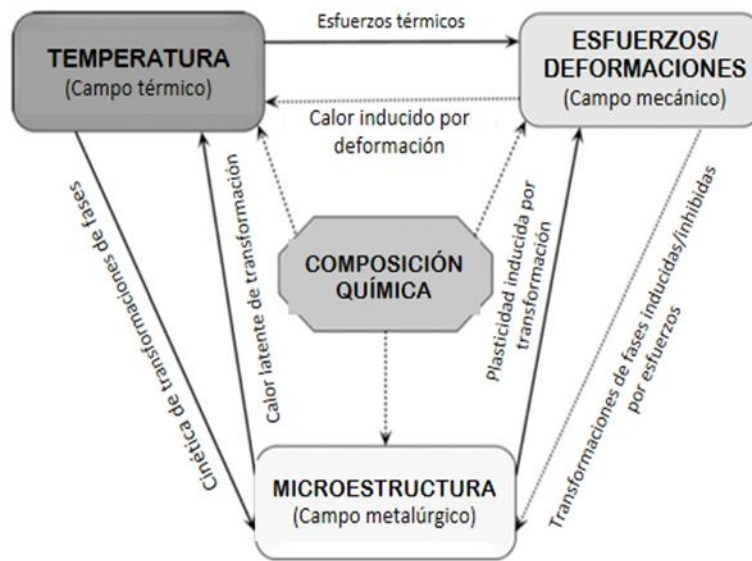 Esfuerzos térmicos
TEMPERATURA
(Campo térmico)
ESFUERZOS/
DEFORMACIONES
(Campo mecánico)
Calor inducido por
deformación
Cinética de transformaciones de fases
Calor latente de transformación
COMPOSICIÓN
QUÍMICA
Plasticidad inducida por
transformación
Transformaciones de fases inducidas/inhibidas
por esfuerzos
MICROESTRUCTURA
(Campo metalúrgico)